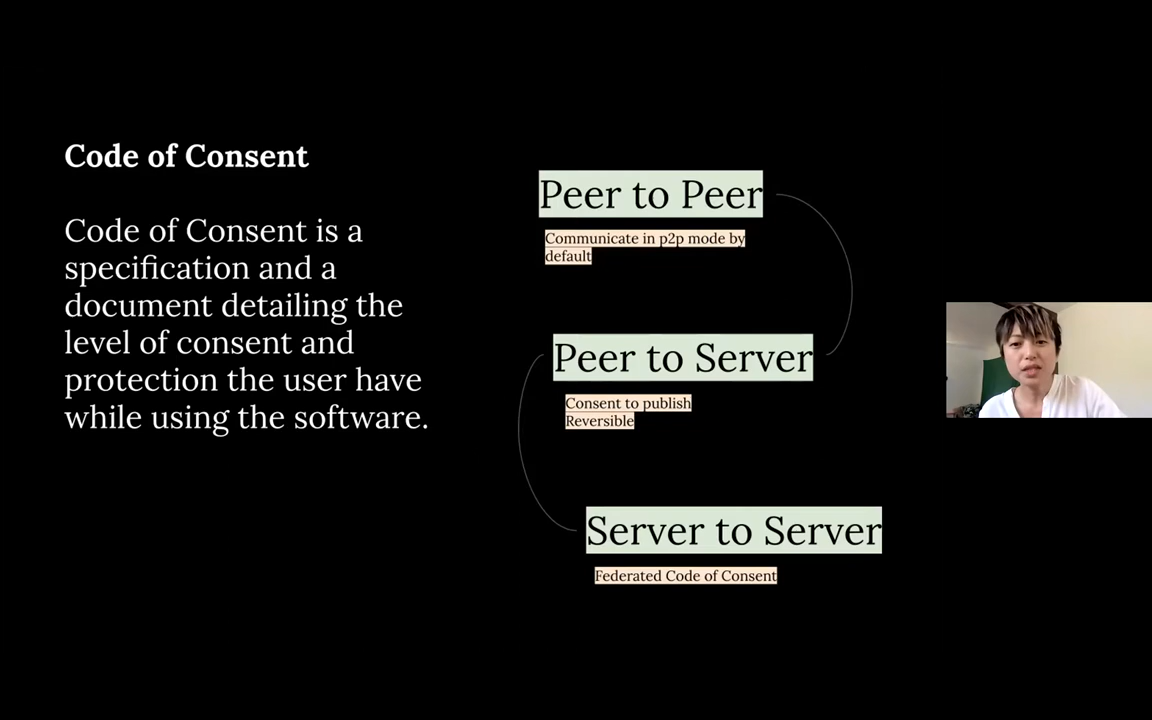 Code of Consent
Code of Consent is a
specification and a
document detailing the
level of consent and
protection the user have
while using the software.
Peer to Peer
Communicate in p2p mode by
default
Peer to Server
Consent to publish
Reversible
Server to Server
Federated Code of Consent